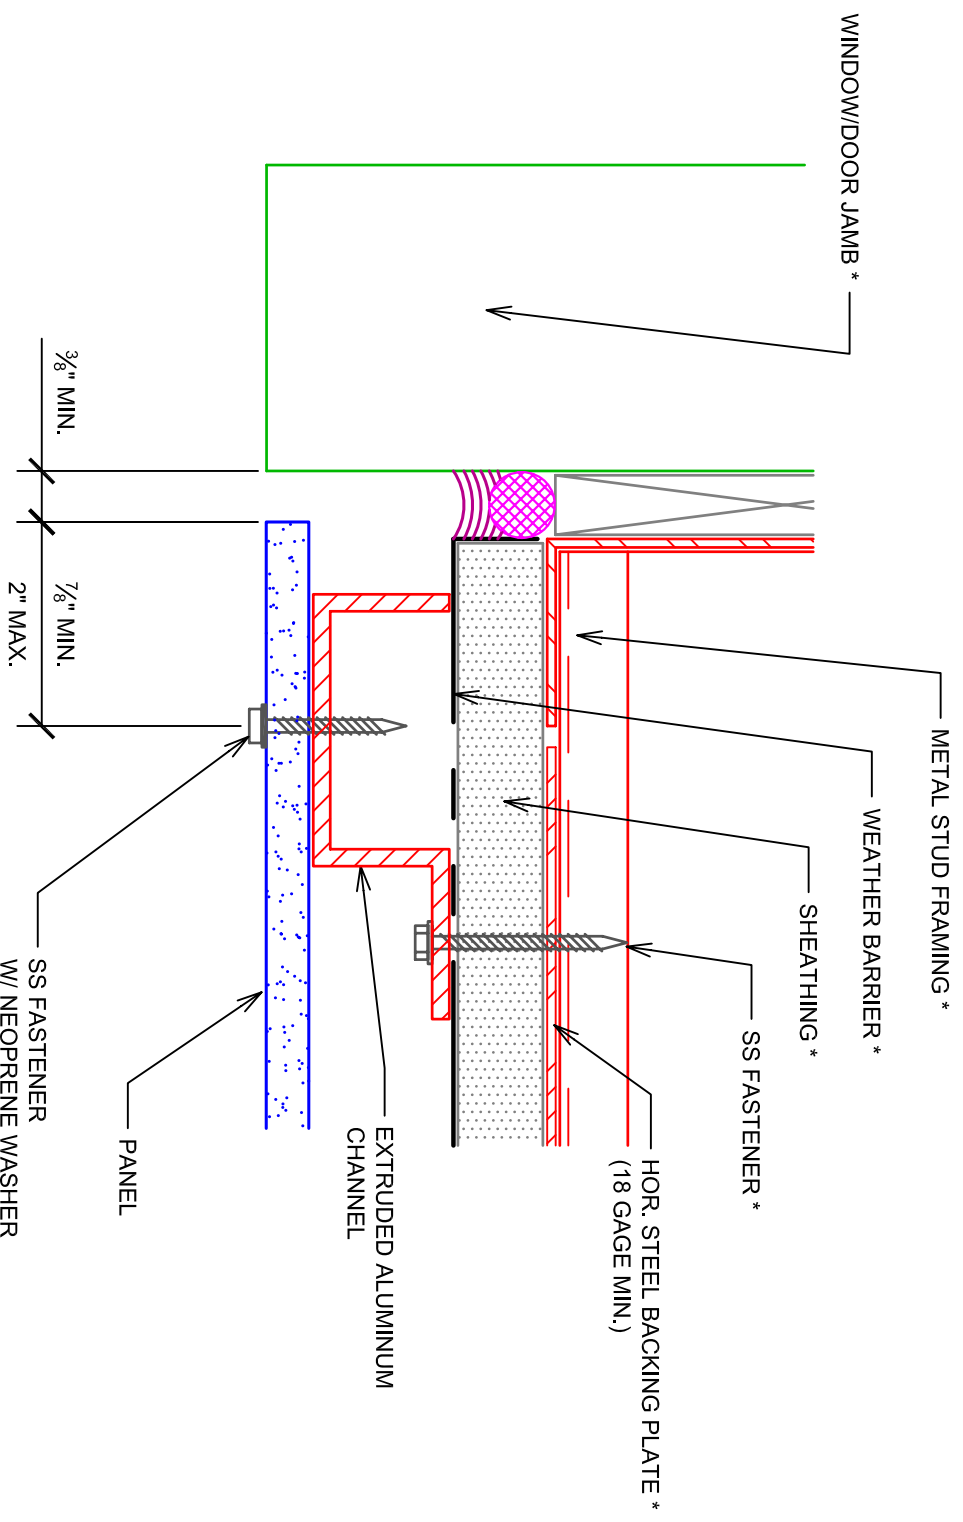 WINDOW/DOOR JAMB *
METAL STUD FRAMING *
WEATHER BARRIER *
SHEATHING *
SS FASTENER *
HOR. STEEL BACKING PLATE *
(18 GAGE MIN.)
EXTRUDED ALUMINUM
CHANNEL
PANEL
SS FASTENER
W/ NEOPRENE WASHER
⅜" MIN.
⅞" MIN.
2" MAX.